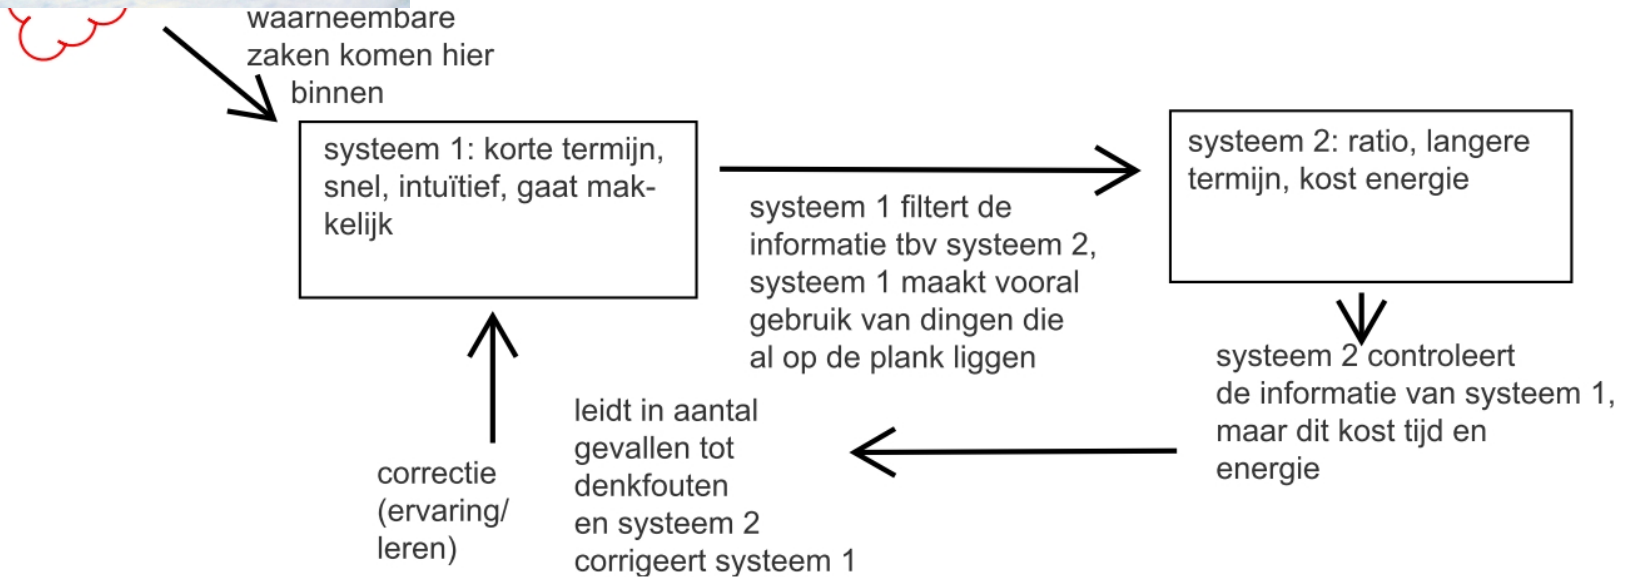 waarneembare
zaken komen hier
binnen
systeem 1: korte termijn,
snel, intuïtief, gaat mak-
kelijk
systeem 1 filtert de
informatie tbv systeem 2,
systeem 1 maakt vooral
gebruik van dingen die
al op de plank liggen
systeem 2: ratio, langere
termijn, kost energie
systeem 2 controleert
de informatie van systeem 1,
maar dit kost tijd en
energie
leidt in aantal
gevallen tot
denkfouten
en systeem 2
corrigeert systeem 1
correctie
(ervaring/
leren)